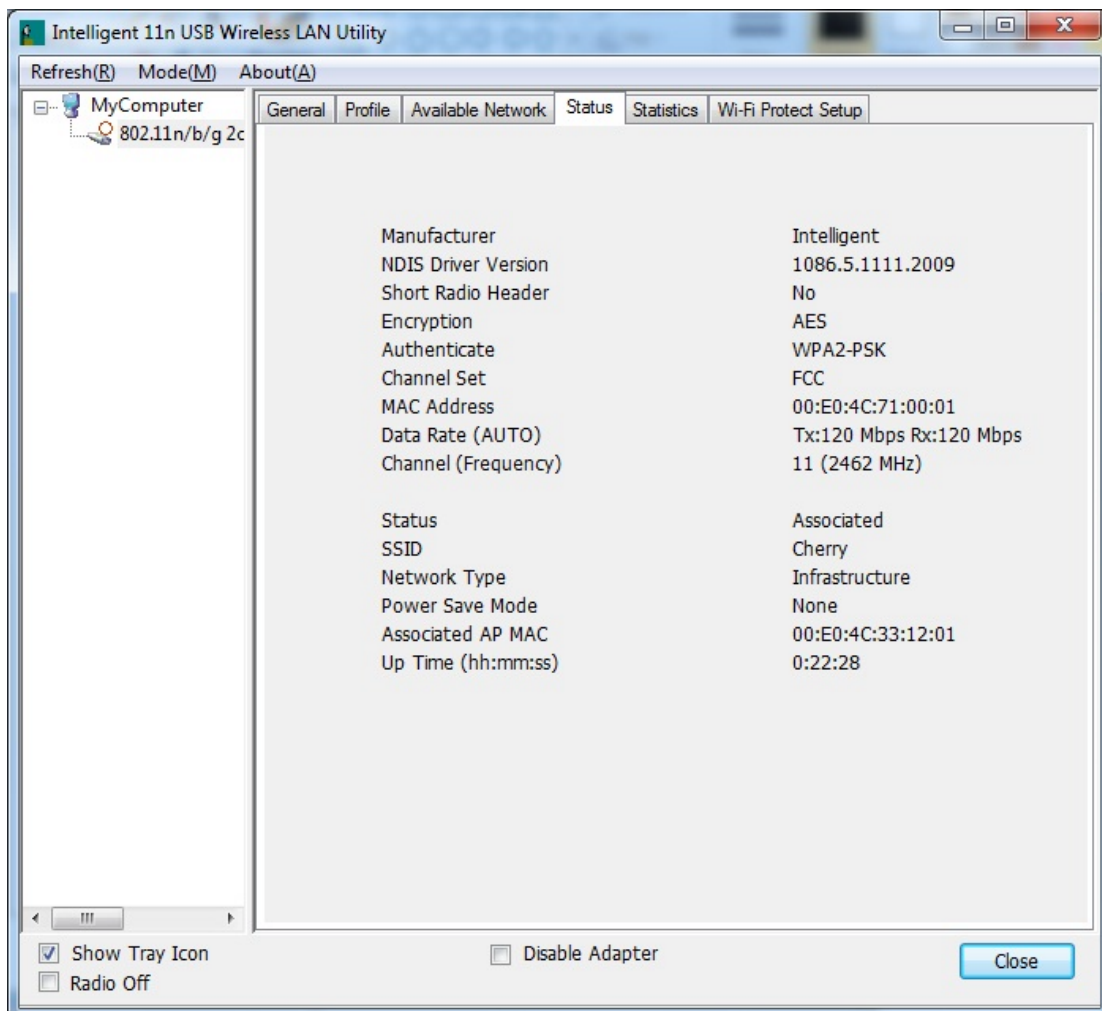 Intelligent 11n USB Wireless LAN Utility
Refresh(R) Mode(M) About(A)
MyComputer
802.11n/b/g 2c
General Profile Available Network Status Statistics Wi-Fi Protect Setup
Manufacturer Intelligent
NDIS Driver Version 1086.5.1111.2009
Short Radio Header No
Encryption AES
Authenticate WPA2-PSK
Channel Set FCC
MAC Address 00:E0:4C:71:00:01
Data Rate (AUTO) Tx:120 Mbps Rx:120 Mbps
Channel (Frequency) 11 (2462 MHz)
Status Associated
SSID Cherry
Network Type Infrastructure
Power Save Mode None
Associated AP MAC 00:E0:4C:33:12:01
Up Time (hh:mm:ss) 0:22:28
Show Tray Icon Disable Adapter Close
Radio Off